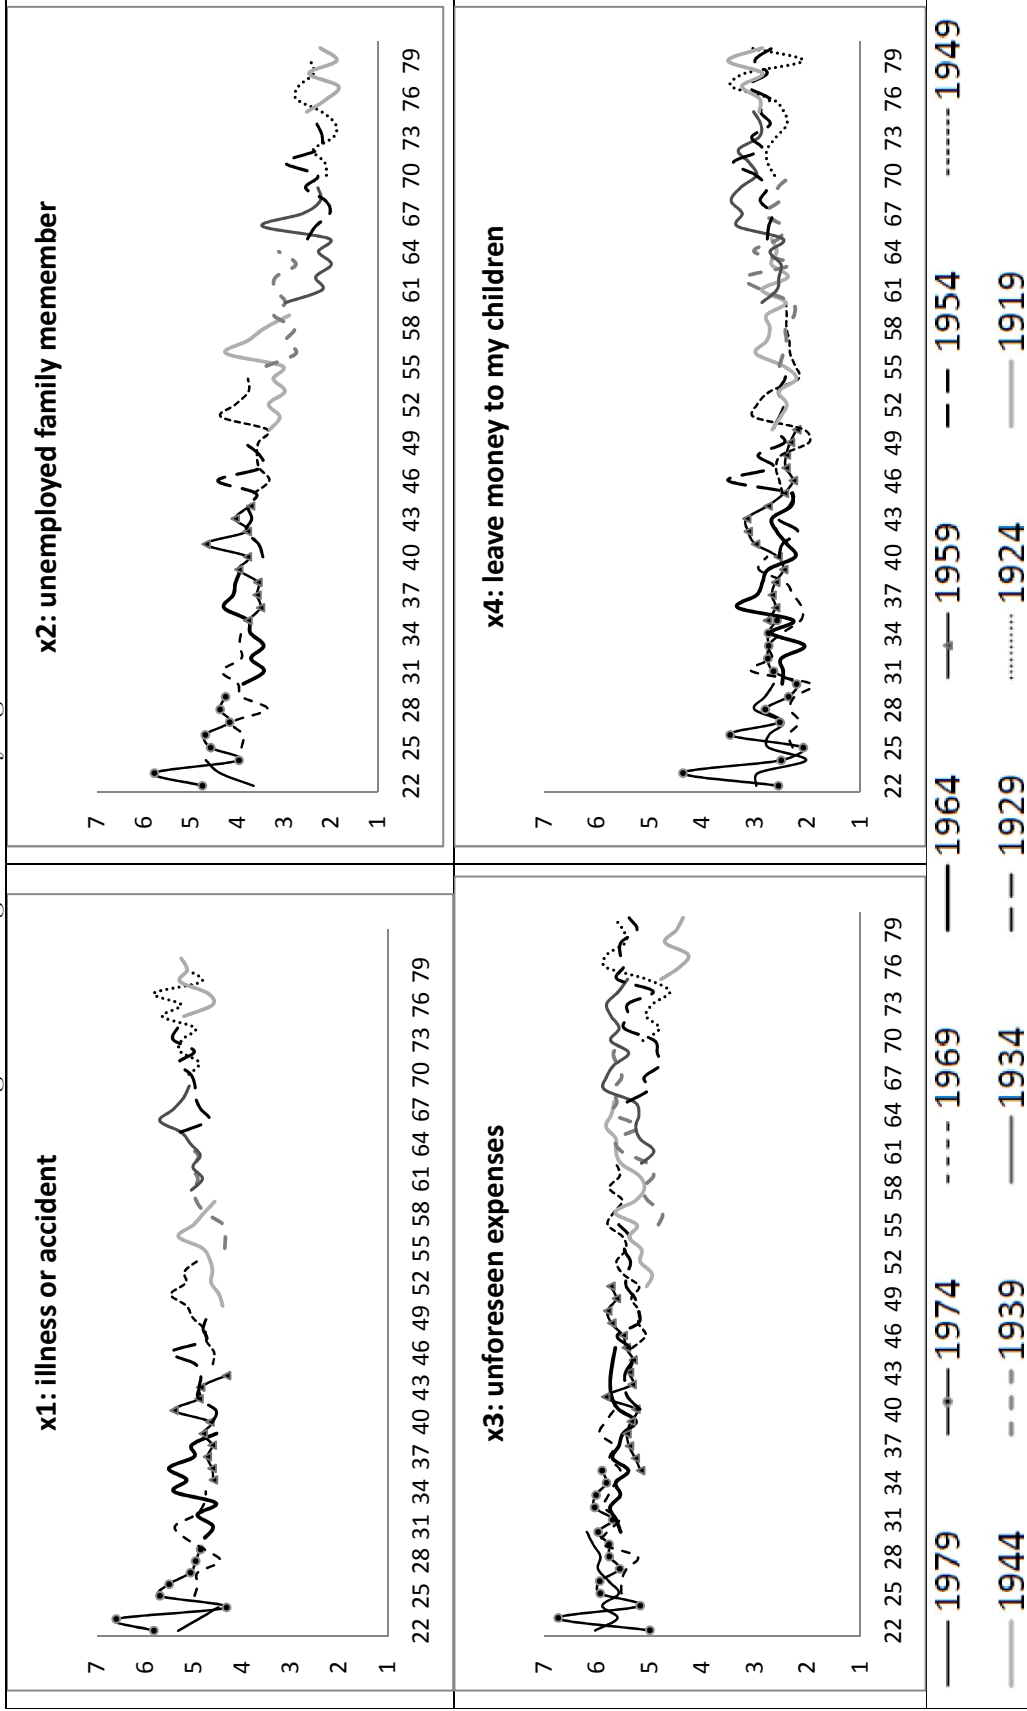 x1: illness or accident
7
6
5
4
3
2
1
22 25 28 31 34 37 40 43 46 49 52 55 58 61 64 67 70 73 76 79
x2: unemployed family memember
7
6
5
4
3
2
1
22 25 28 31 34 37 40 43 46 49 52 55 58 61 64 67 70 73 76 79
x3: unforeseen expenses
7
6
5
4
3
2
1
22 25 28 31 34 37 40 43 46 49 52 55 58 61 64 67 70 73 76 79
x4: leave money to my children
7
6
5
4
3
2
1
22 25 28 31 34 37 40 43 46 49 52 55 58 61 64 67 70 73 76 79
1979 1974 1969 1964 1959 1954 1949
1944 1939 1934 1929 1924 1919